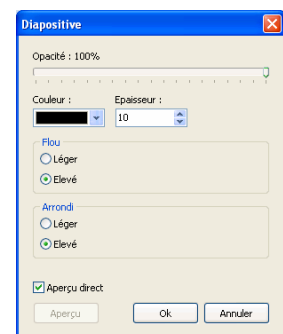 Diapositive
Opacité : 100%
Couleur : Epaisseur :
10
Flou
Léger
Elevé
Arrondi
Léger
Elevé
Aperçu direct
Aperçu Ok Annuler